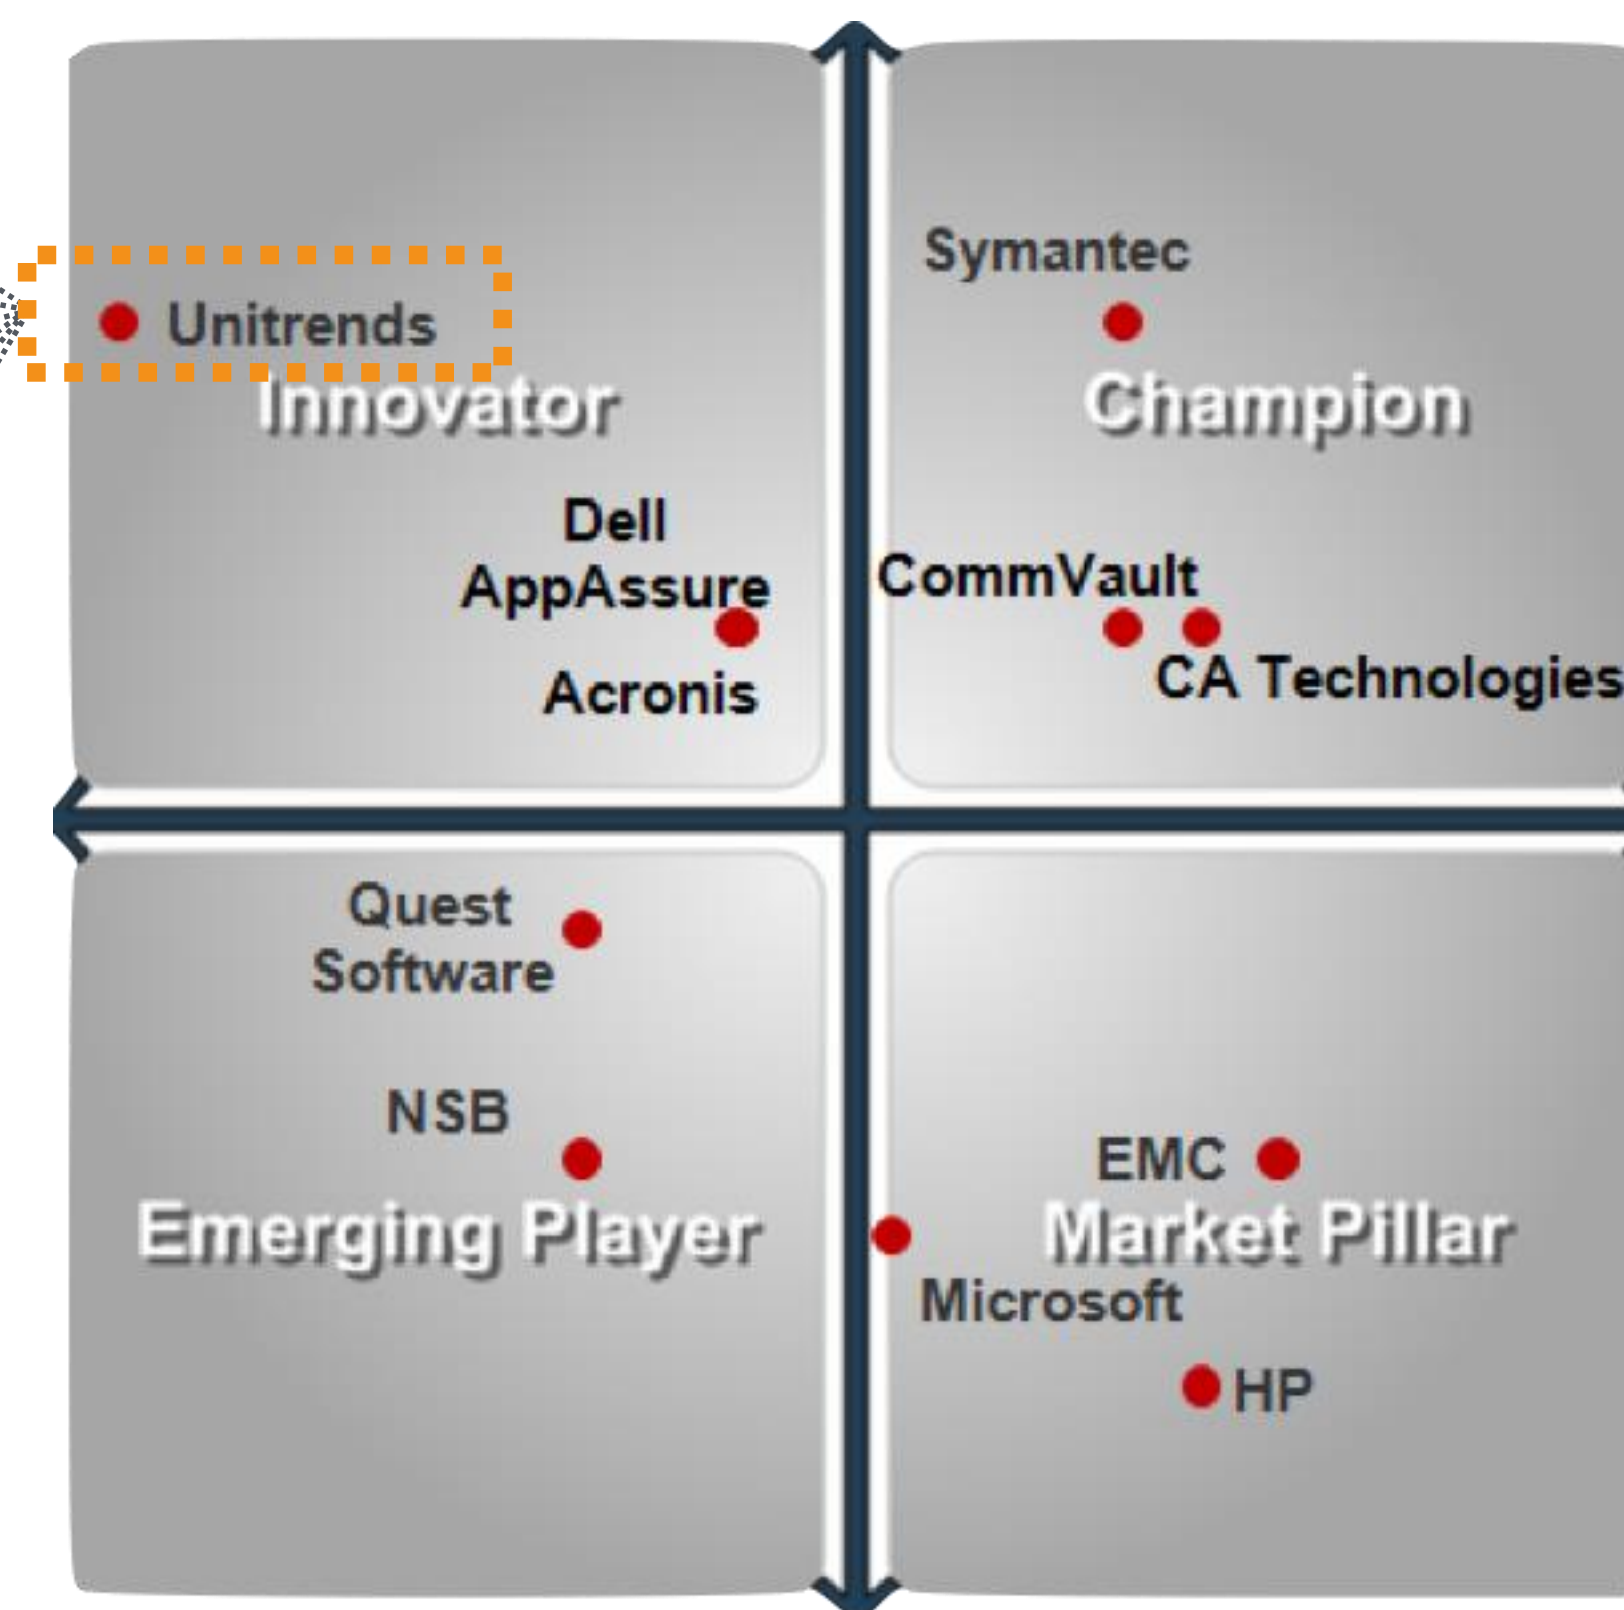 Symantec
Unitrends
Innovator
Champion
Dell
AppAssure
CommVault
Acronis
CA Technologies
Quest
Software
NSB
EMC
Emerging Player
Market Pillar
Microsoft
HP